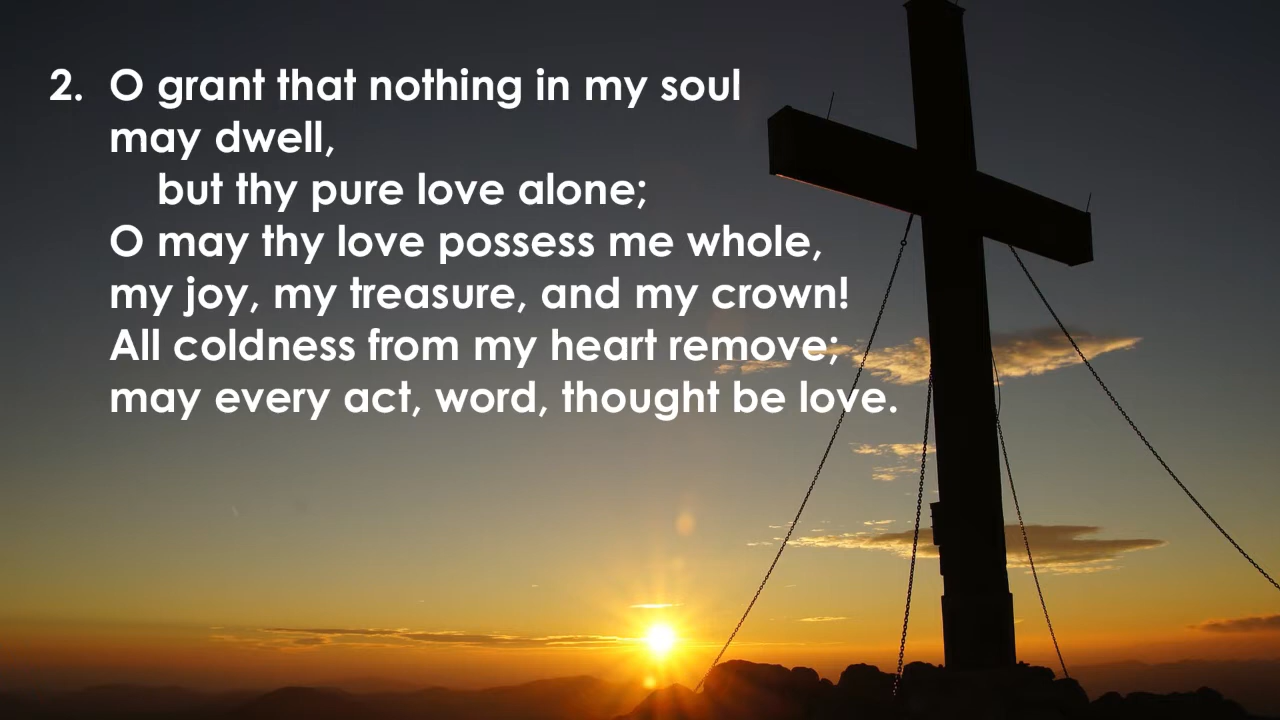 2. O grant that nothing in my soul
may dwell,
but thy pure love alone;
O may thy love possess me whole,
my joy, my treasure, and my crown!
All coldness from my heart remove;
may every act, word, thought be love.